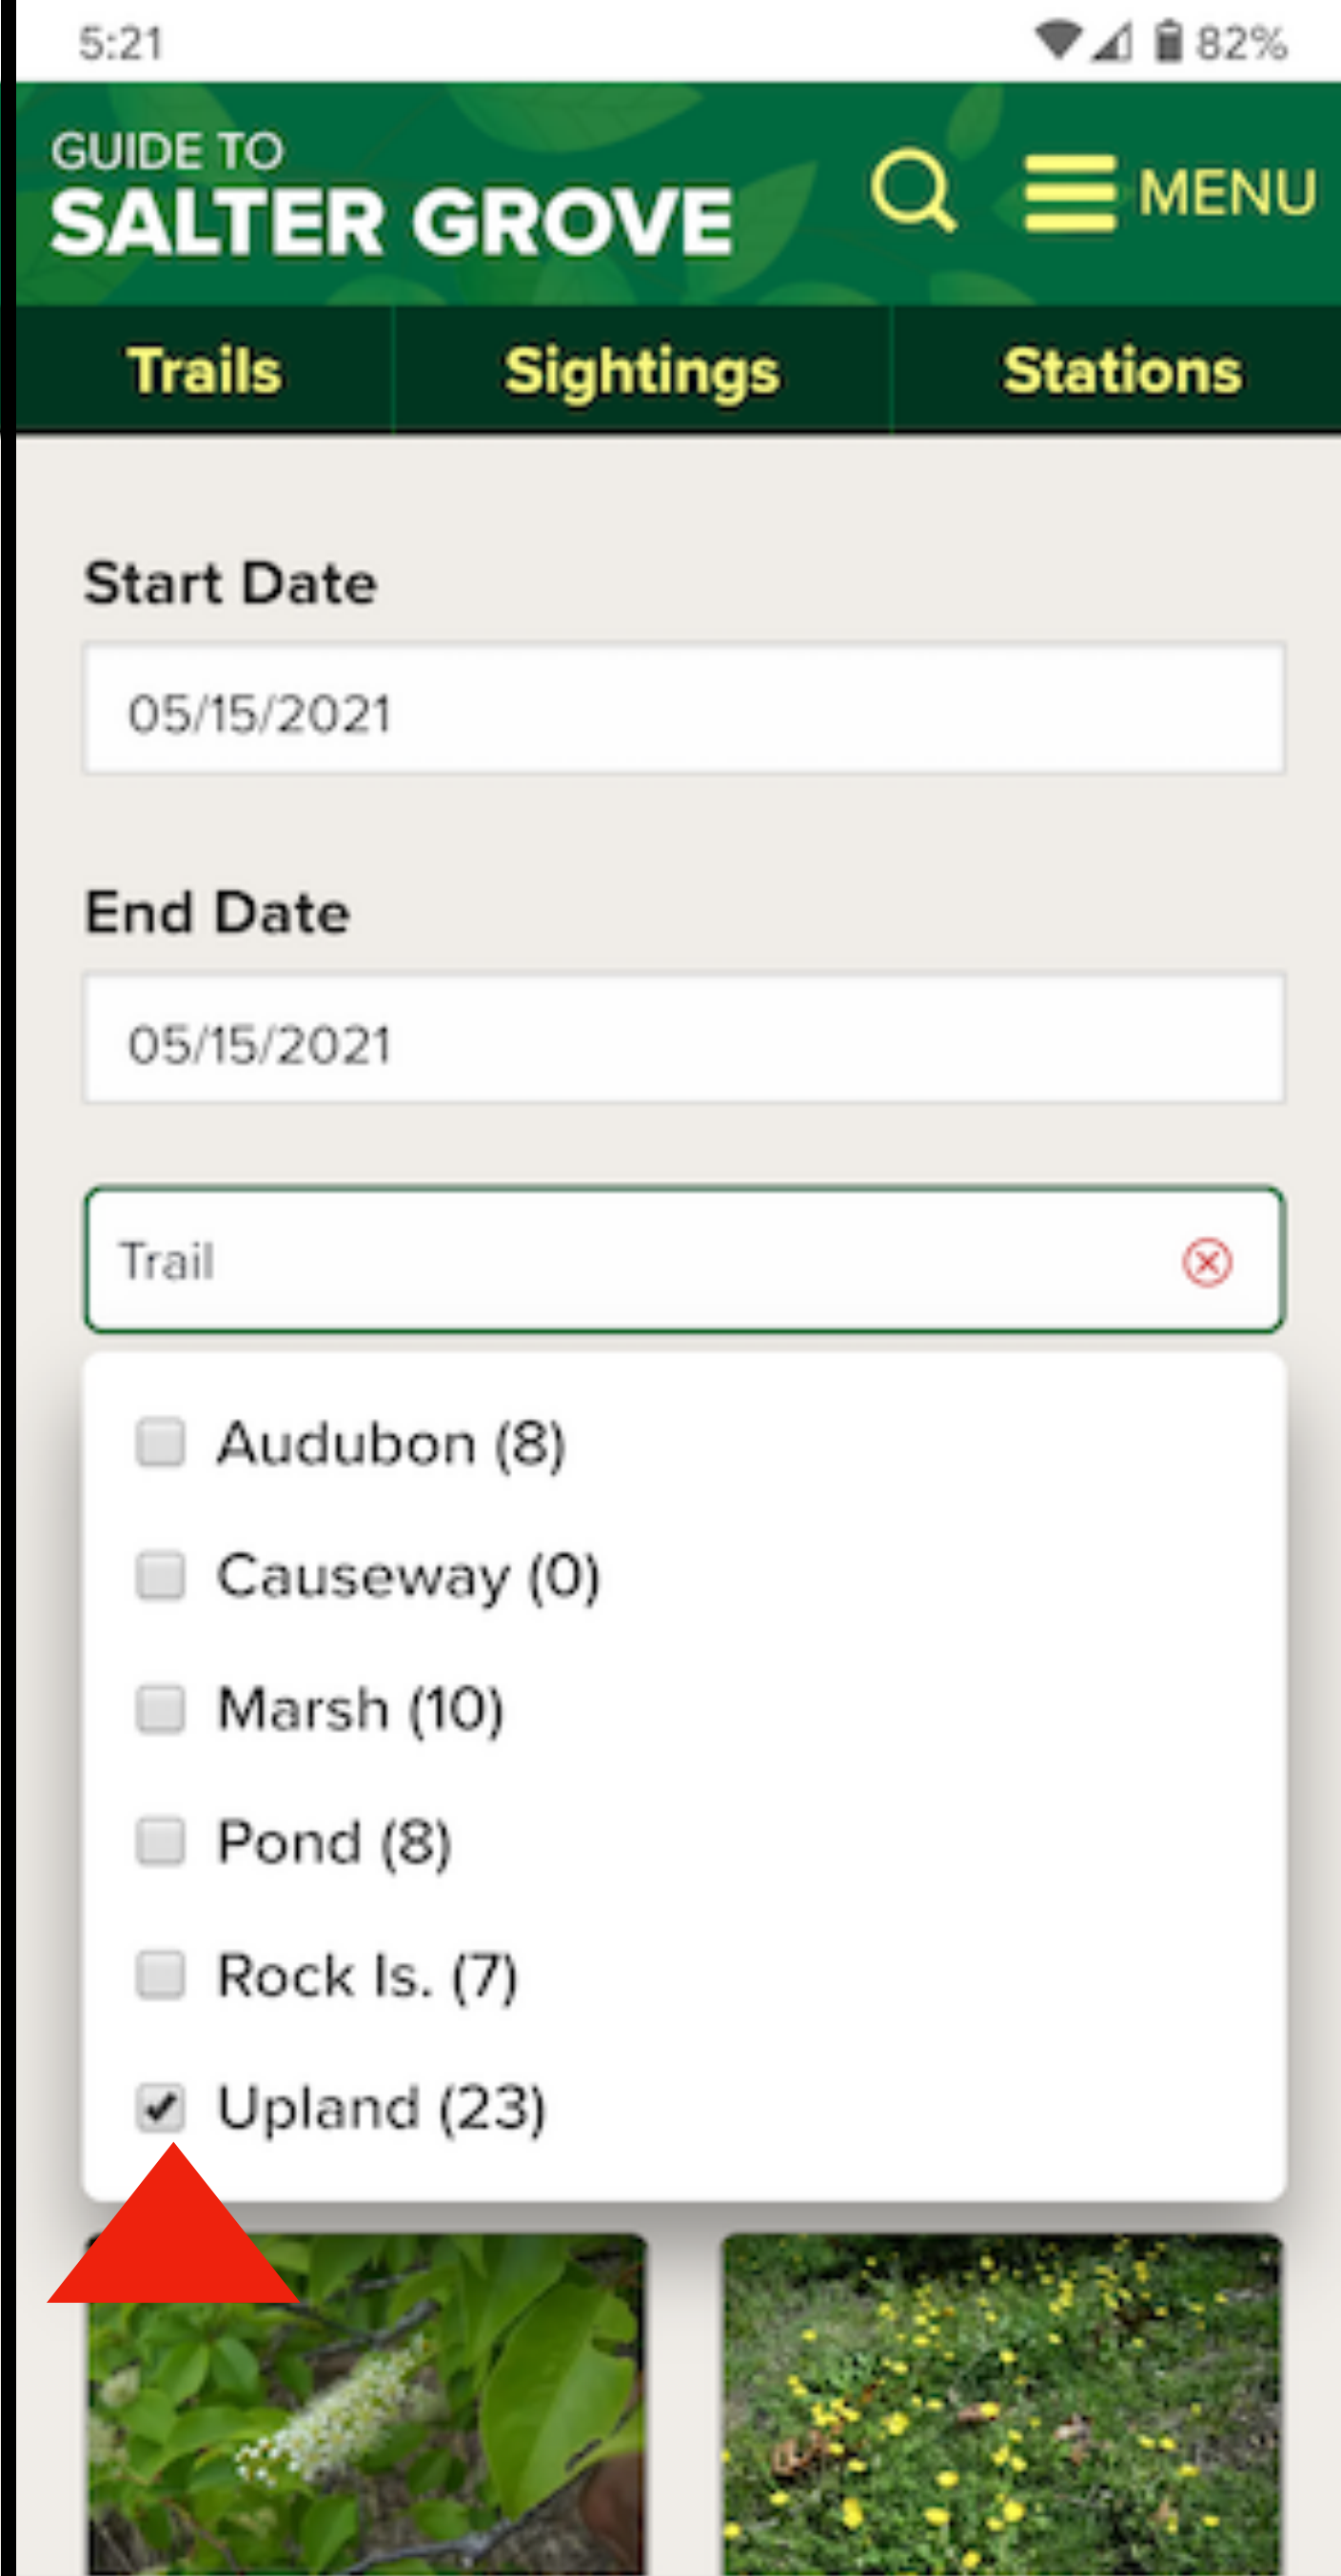 5:21
82%
GUIDE TO
SALTER GROVE
MENU
Trails
Sightings
Stations
Start Date
05/15/2021
End Date
05/15/2021
Trail
Audubon (8)
Causeway (0)
Marsh (10)
Pond (8)
Rock Is. (7)
Upland (23)